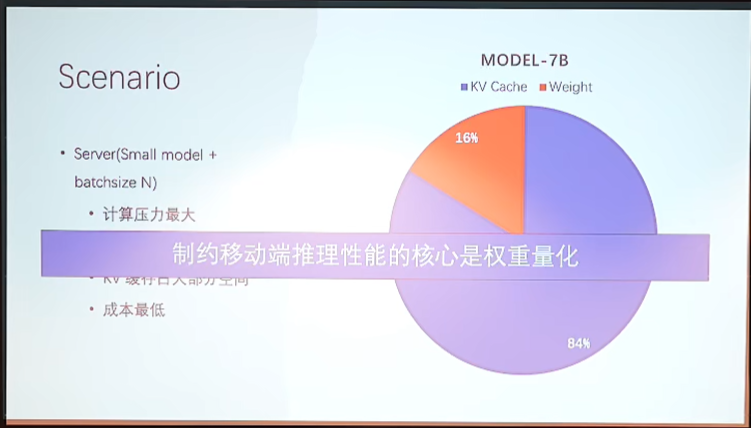 MODEL-7B
KV Cache Weight
Scenario
16%
• Server(Small model +
batchsize N)
• 计算压力最大
制约移动端推理性能的核心是权重量化
• KV 缓存占大部分空间
• 成本最低
84%